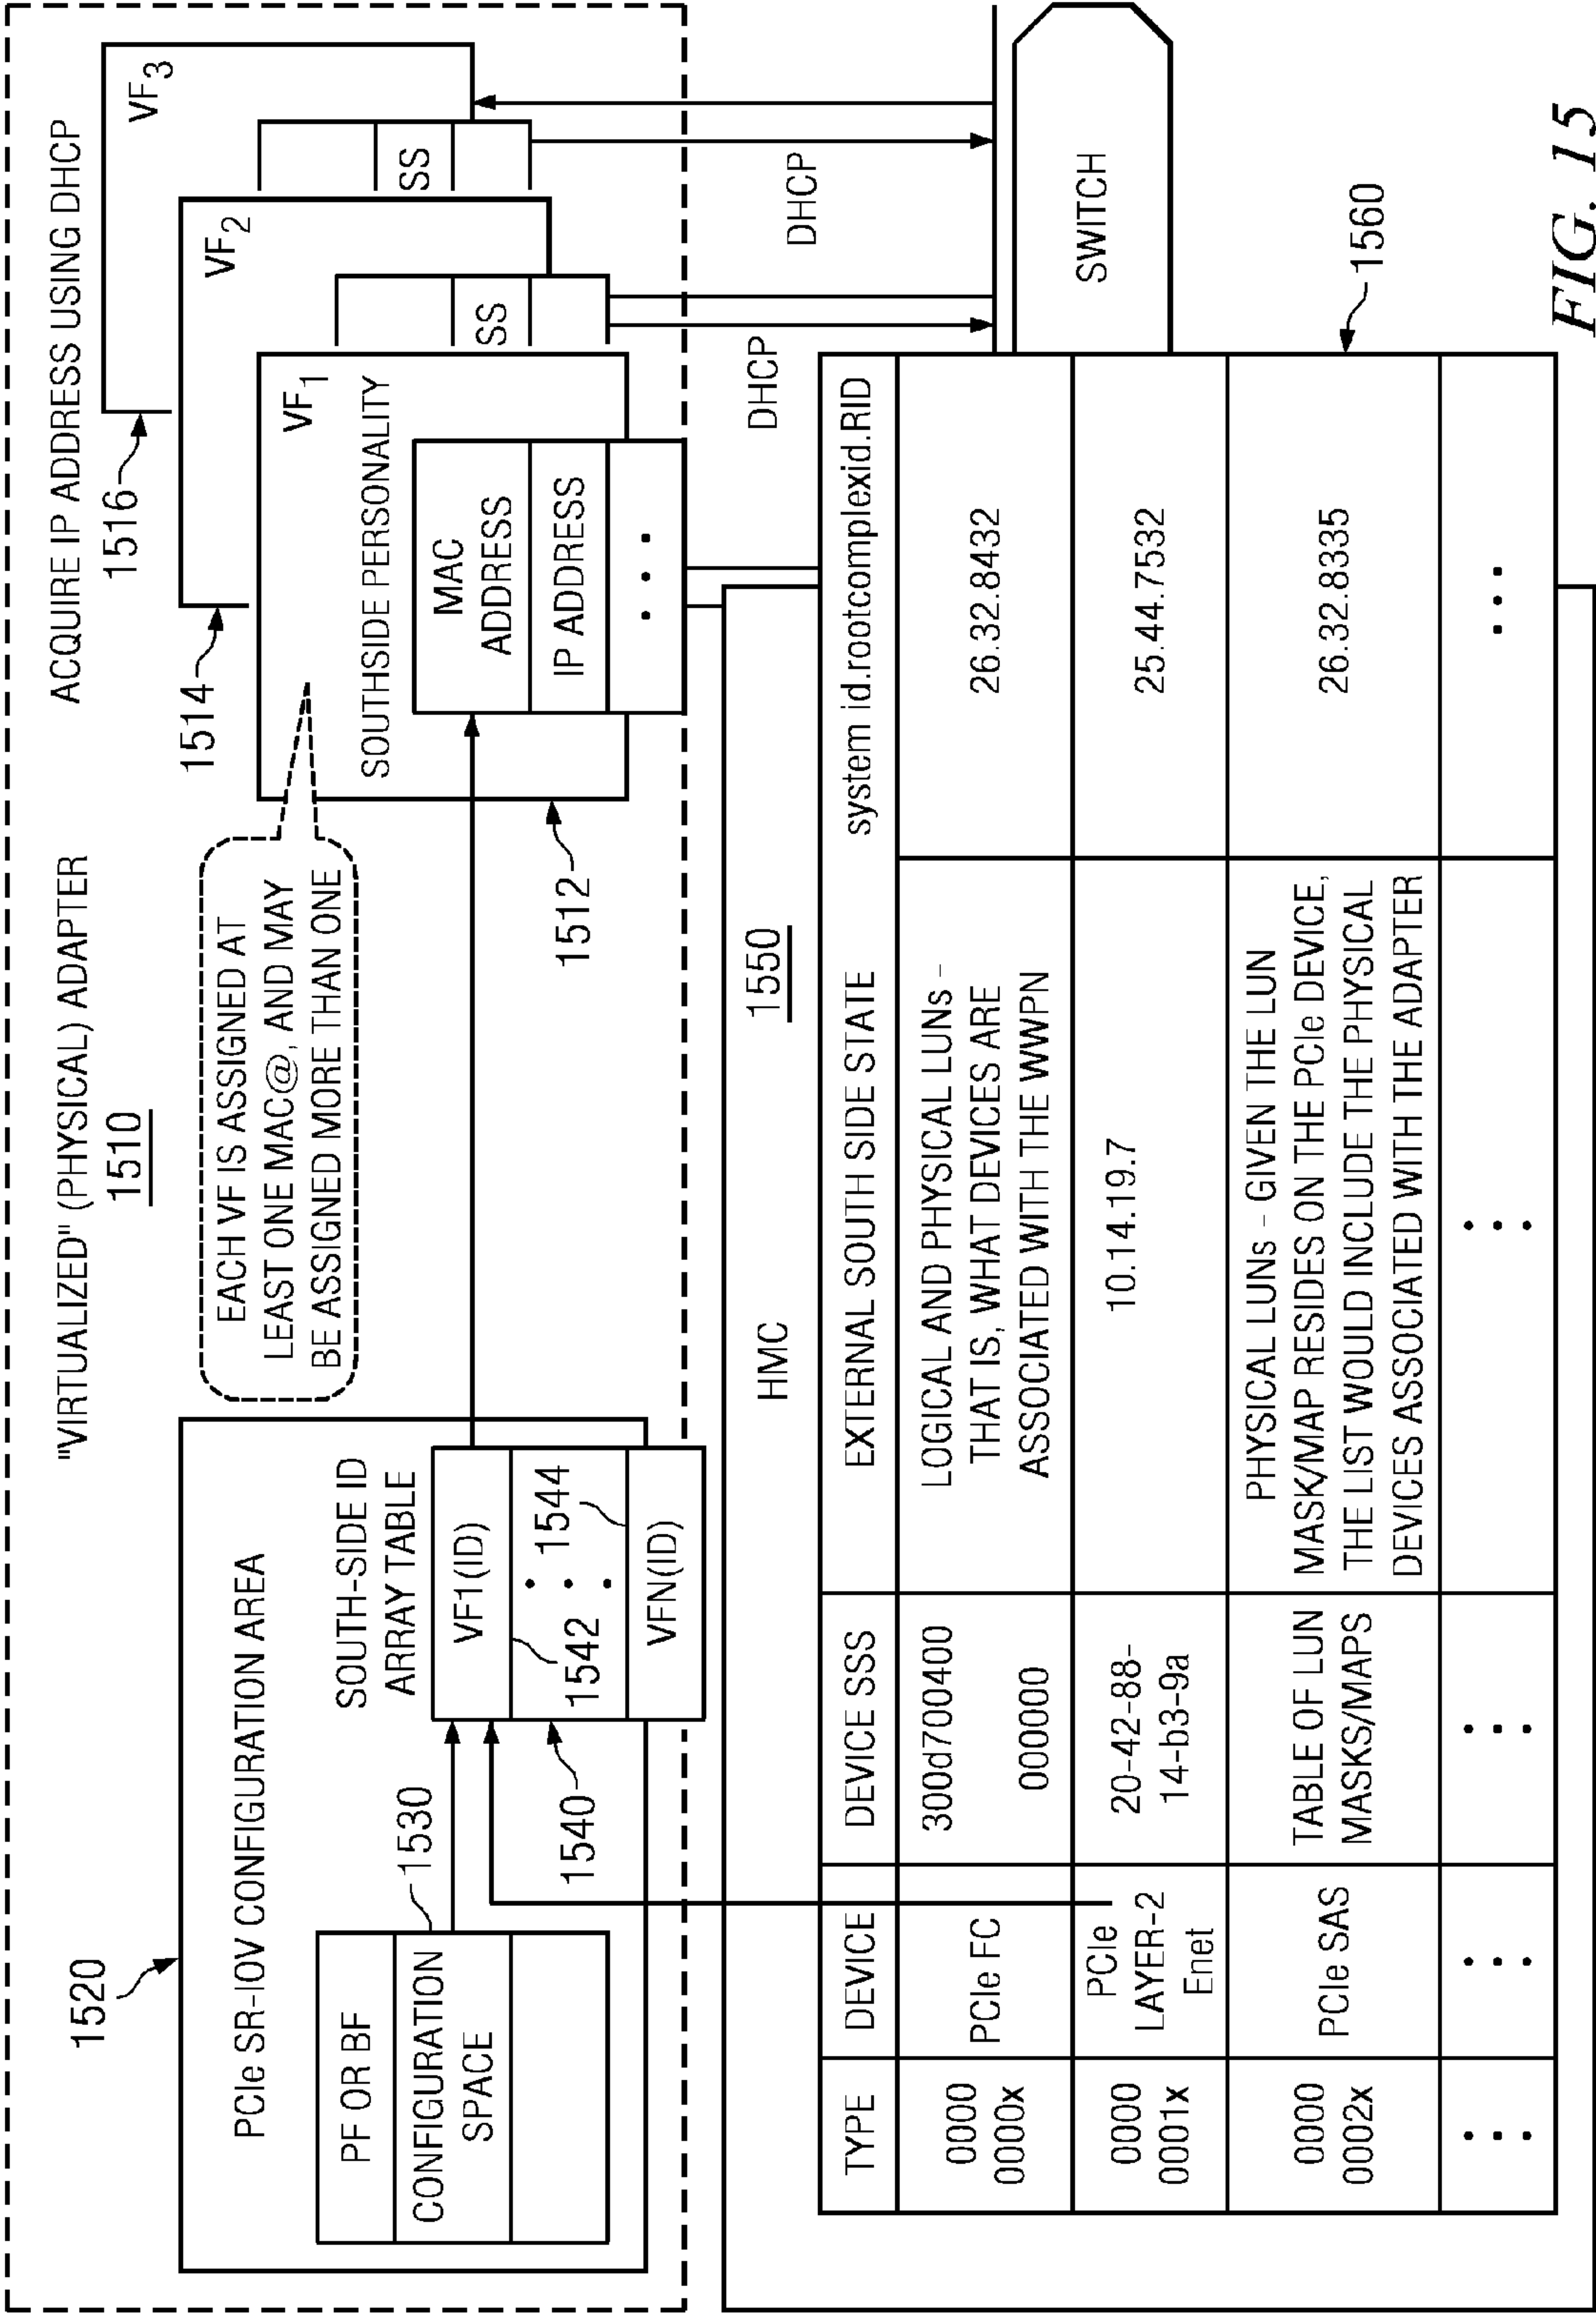 "VIRTUALIZED" (PHYSICAL) ADAPTER
1510
ACQUIRE IP ADDRESS USING DHCP
1520
PCIe SR-IOV CONFIGURATION AREA
PF OR BF
CONFIGURATION
SPACE
1530
SOUTH-SIDE ID
ARRAY TABLE
VF1(ID)
1542
1544
VFN(ID)
1540
EACH VF IS ASSIGNED AT
LEAST ONE MAC@, AND MAY
BE ASSIGNED MORE THAN ONE
1516
VF3
SS
1514
VF2
SS
VF1
SOUTHSIDE PERSONALITY
MAC
ADDRESS
IP ADDRESS
1512
DHCP
DHCP
SWITCH
HMC
1550
TYPE DEVICE DEVICE SSS EXTERNAL SOUTH SIDE STATE system id.rootcomplexid.RID
0000
0000x
PCIe FC
300d700400
000000
LOGICAL AND PHYSICAL LUNs -
THAT IS, WHAT DEVICES ARE
ASSOCIATED WITH THE WWPN
26.32.8432
0000
0001x
PCIe
LAYER-2
Enet
20-42-88-
14-b3-9a
10.14.19.7
25.44.7532
0000
0002x
PCIe SAS
TABLE OF LUN
MASKS/MAPS
PHYSICAL LUNs - GIVEN THE LUN
MASK/MAP RESIDES ON THE PCIe DEVICE,
THE LIST WOULD INCLUDE THE PHYSICAL
DEVICES ASSOCIATED WITH THE ADAPTER
26.32.8335
1560
FIG. 15